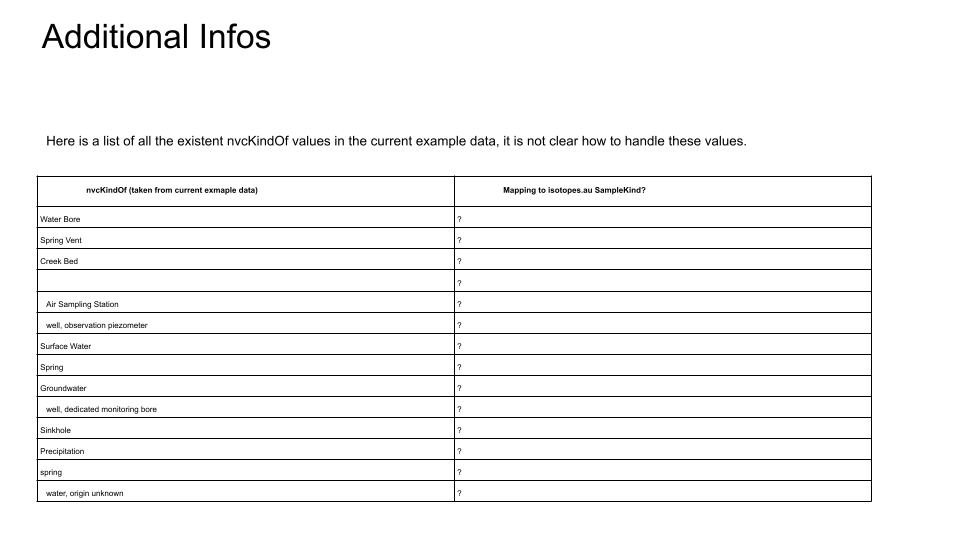 Additional Infos
Here is a list of all the existent nvcKindOf values in the current example data, it is not clear how to handle these values.
nvcKindOf (taken from current exmaple data) Mapping to isotopes.au SampleKind?
Water Bore ?
Spring Vent ?
Creek Bed ?
?
Air Sampling Station ?
well, observation piezometer ?
Surface Water ?
Spring ?
Groundwater ?
well, dedicated monitoring bore ?
Sinkhole ?
Precipitation ?
spring ?
water, origin unknown ?